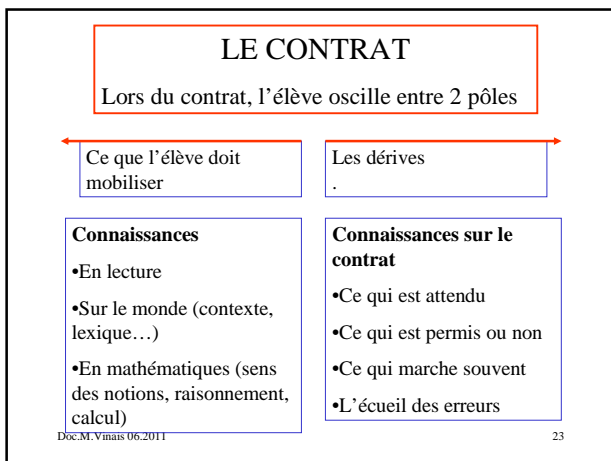 LE CONTRAT
Lors du contrat, l'élève oscille entre 2 pôles
Ce que l'élève doit
mobiliser
Les dérives
.
Connaissances
•En lecture
•Sur le monde (contexte,
lexique…)
•En mathématiques (sens
des notions, raisonnement,
calcul)
Connaissances sur le
contrat
•Ce qui est attendu
•Ce qui est permis ou non
•Ce qui marche souvent
•L'écueil des erreurs
Doc.M.Vinais 06.2011
23